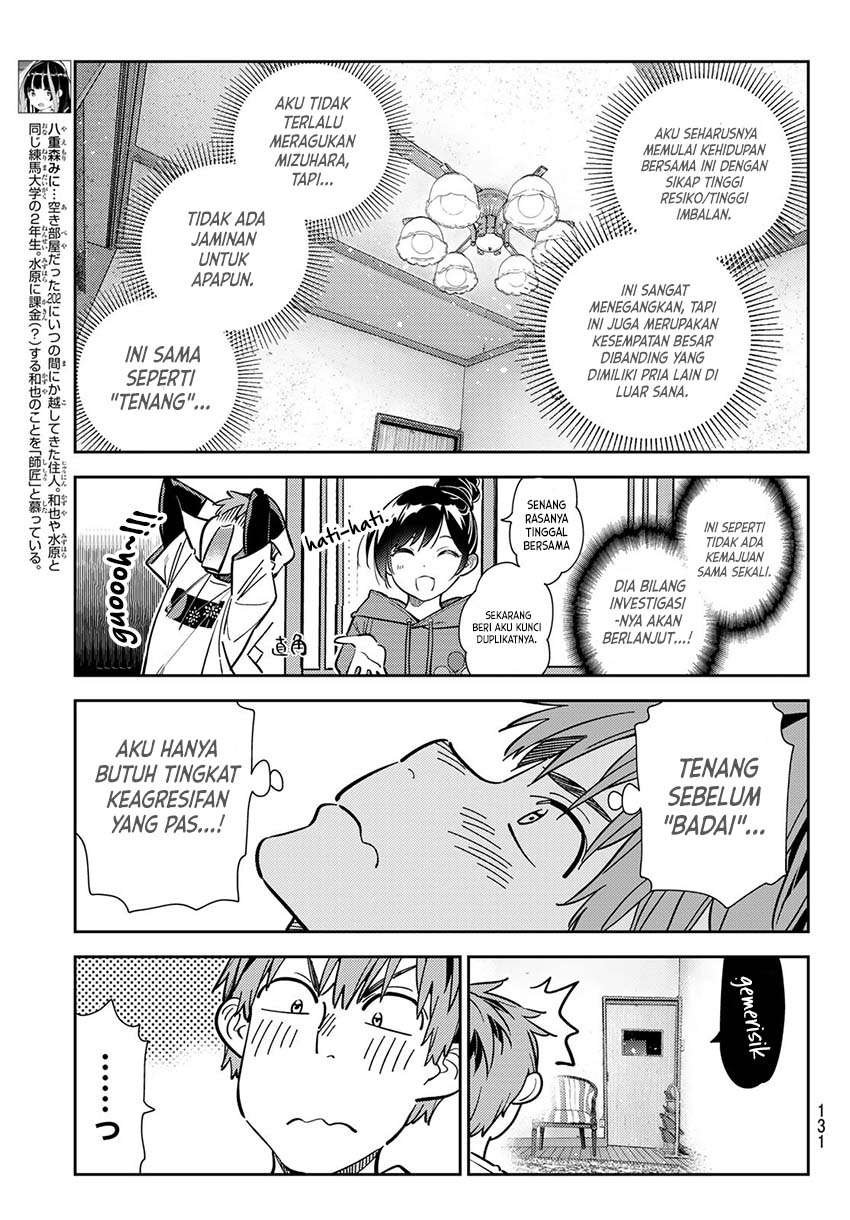 AKU SEHARUSNYA
MEMULAI KEHIDUPAN
BERSAMA INI DENGAN
SIKAP TINGGI
RESIKO/TINGGI
IMBALAN.
INI SANGAT
MENEGANGKAN, TAPI
INI JUGA MERUPAKAN
KESEMPATAN BESAR
DIBANDING YANG
DIMILIKI PRIA LAIN DI
LUAR SANA.
AKU TIDAK
TERLALU
MERAGUKAN
MIZUHARA,
TAPI...
TIDAK ADA
JAMINAN
UNTUK
APAPUN.
INI SAMA
SEPERTI
"TENANG"...
INI SEPERTI
TIDAK ADA
KEMAJUAN
SAMA SEKALI.
DIA BILANG
INVESTIGASI
-NYA AKAN
BERLANJUT...!
SENANG
RASANYA
TINGGAL
BERSAMA
SEKARANG
BERI AKU KUNCI
DUPLIKATNYA.
hati-hati.
直角
guoooh~!!!
TENANG
SEBELUM
"BADAI"...
AKU HANYA
BUTUH TINGKAT
KEAGRESIFAN
YANG PAS...!
gemerisik
……っ
八重森みに…空き部屋だった202にいつの間にか越してきた住人。和也や水原と
同じ練馬大学の2年生。水原に課金(?)する和也のことを「師匠」と慕っている。
131